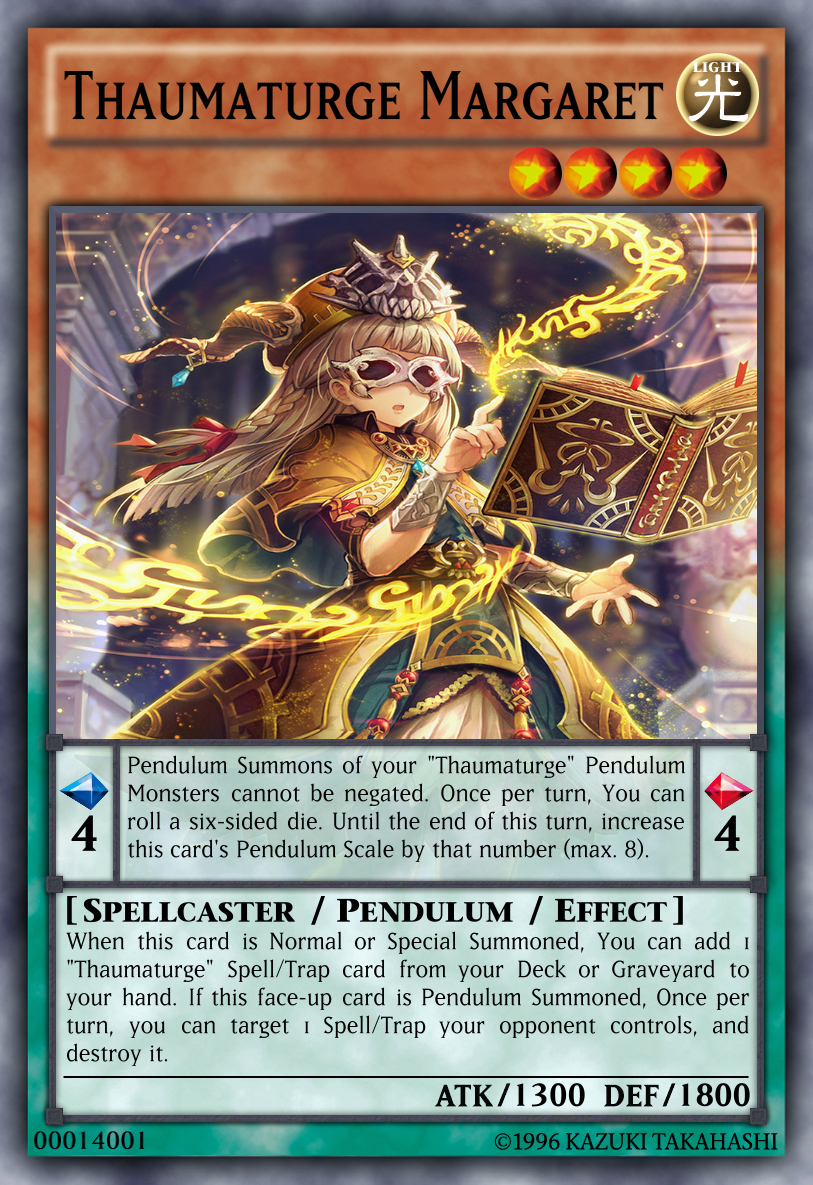 Thaumaturge Margaret
LIGHT
光
Pendulum Summons of your "Thaumaturge" Pendulum
Monsters cannot be negated. Once per turn, You can
roll a six-sided die. Until the end of this turn, increase
this card's Pendulum Scale by that number (max. 8).
4
4
[ Spellcaster / Pendulum / Effect ]
When this card is Normal or Special Summoned, You can add 1
"Thaumaturge" Spell/Trap card from your Deck or Graveyard to
your hand. If this face-up card is Pendulum Summoned, Once per
turn, you can target 1 Spell/Trap your opponent controls, and
destroy it.
ATK/1300 DEF/1800
00014001
©1996 KAZUKI TAKAHASHI